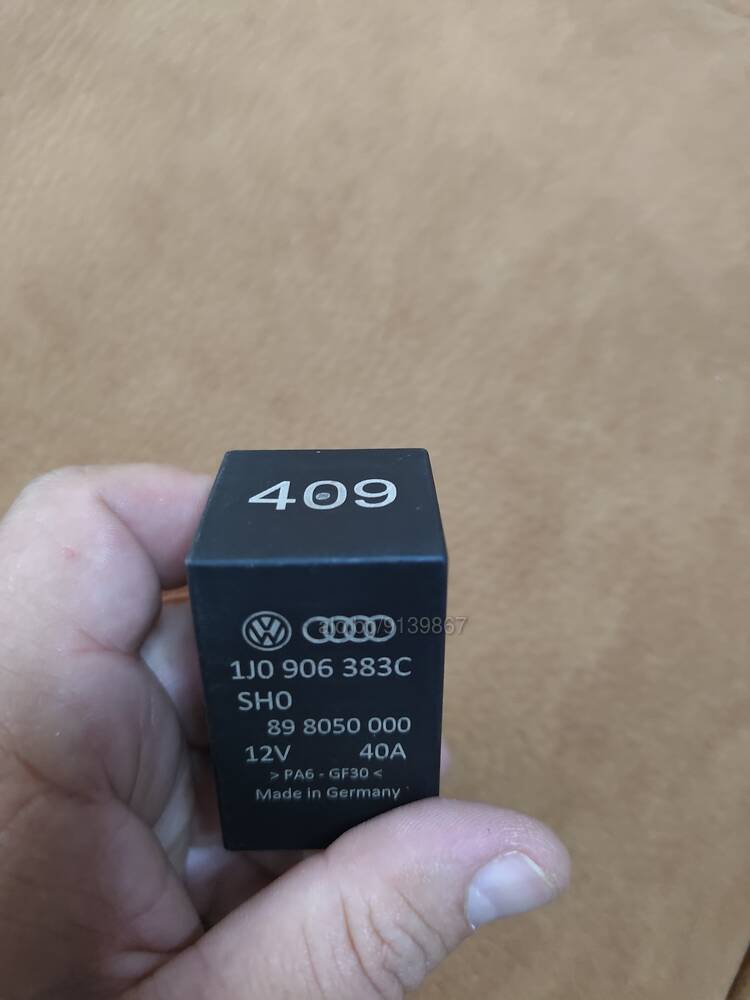 409
1J0 906 383C
SH0
89 8050 000
12V 40A
> PA6 - GF30 <
Made in Germany